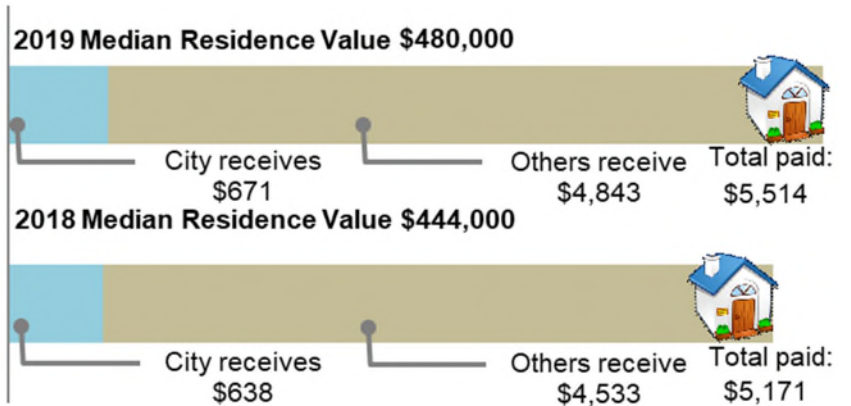 2019 Median Residence Value $480,000
City receives
$671
Others receive
$4,843
Total paid:
$5,514
2018 Median Residence Value $444,000
City receives
$638
Others receive
$4,533
Total paid:
$5,171